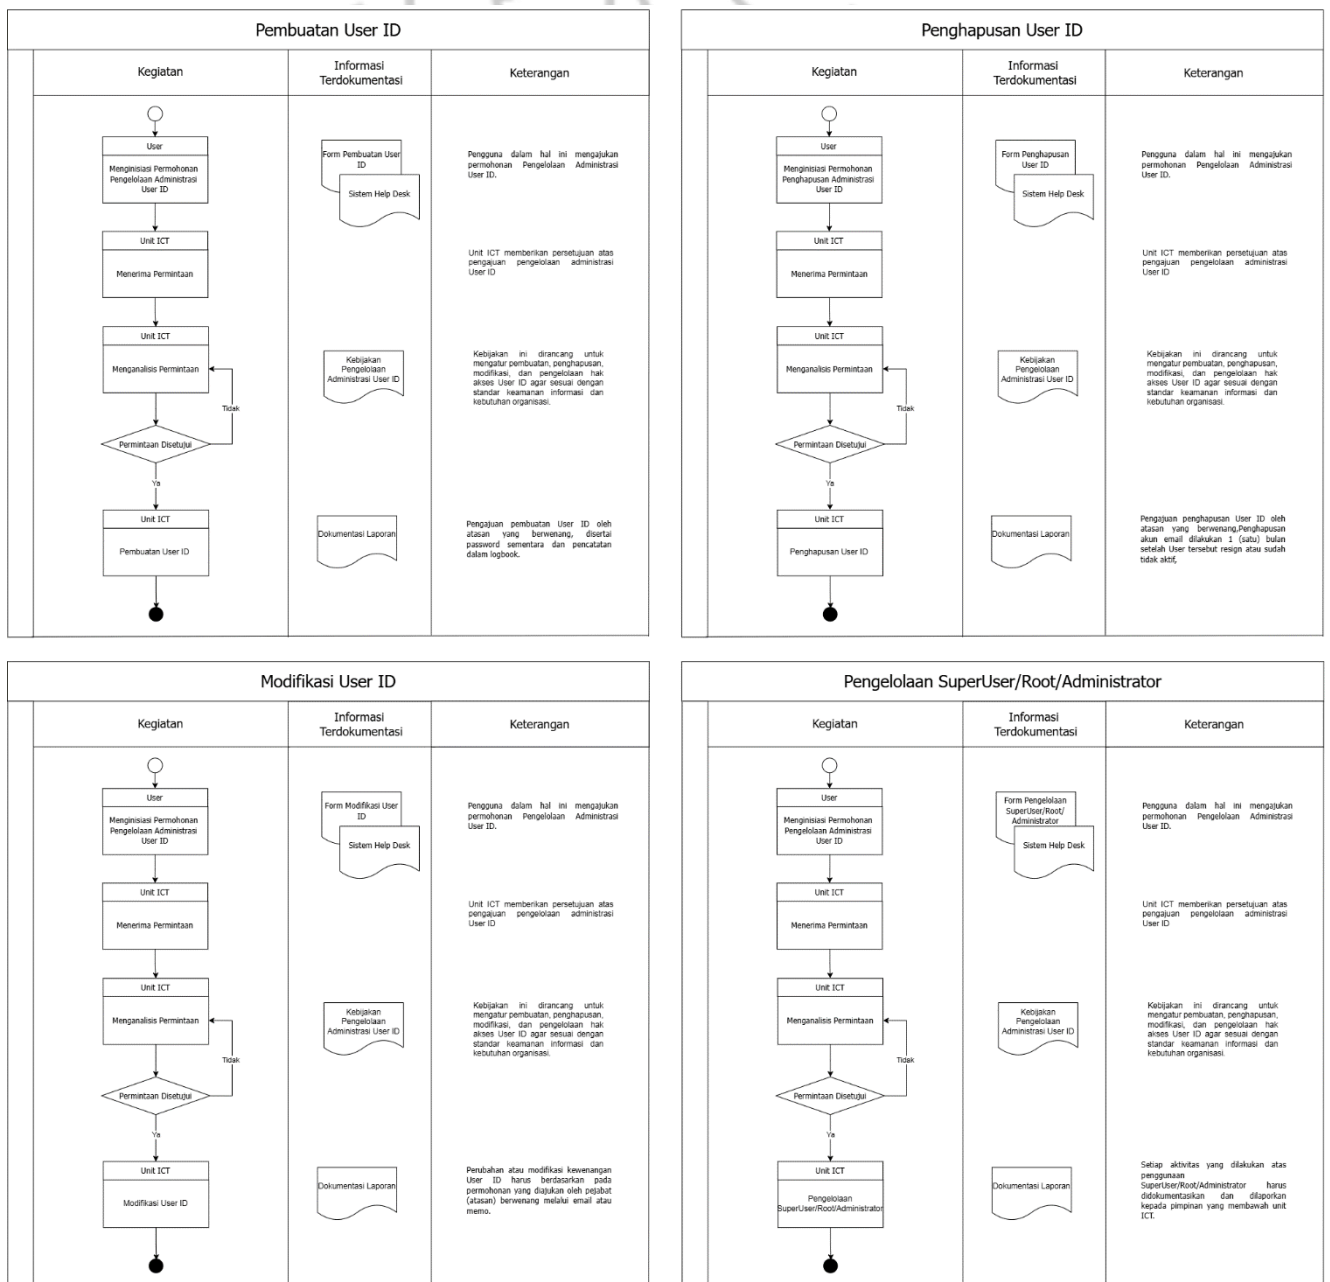 Pembuatan User ID
Kegiatan
Informasi
Terdokumentasi
Keterangan
User
Menginisiasi Permohonan
Pengelolaan Administrasi
User ID
Form Pembuatan User
ID
Sistem Help Desk
Pengguna dalam hal ini mengajukan
permohonan Pengelolaan Administrasi
User ID.
Unit ICT
Menerima Permintaan
Unit ICT memberikan persetujuan atas
pengajuan pengelolaan administrasi
User ID
Unit ICT
Menganalisis Permintaan
Kebijakan
Pengelolaan
Administrasi User ID
Kebijakan ini dirancang untuk
mengatur pembuatan, penghapusan,
modifikasi, dan pengelolaan hak
akses User ID agar sesuai dengan
standar keamanan informasi dan
kebutuhan organisasi.
Tidak
Permintaan Disetujui
Ya
Unit ICT
Pembuatan User ID
Dokumentasi Laporan
Pengajuan pembuatan User ID oleh
atasan yang berwenang, disertai
password sementara dan pencatatan
dalam logbook.
Penghapusan User ID
Kegiatan
Informasi
Terdokumentasi
Keterangan
User
Menginisiasi Permohonan
Penghapusan Administrasi
User ID
Form Penghapusan
User ID
Sistem Help Desk
Pengguna dalam hal ini mengajukan
permohonan Pengelolaan Administrasi
User ID.
Unit ICT
Menerima Permintaan
Unit ICT memberikan persetujuan atas
pengajuan pengelolaan administrasi
User ID
Unit ICT
Menganalisis Permintaan
Kebijakan
Pengelolaan
Administrasi User ID
Kebijakan ini dirancang untuk
mengatur pembuatan, penghapusan,
modifikasi, dan pengelolaan hak
akses User ID agar sesuai dengan
standar keamanan informasi dan
kebutuhan organisasi.
Tidak
Permintaan Disetujui
Ya
Unit ICT
Penghapusan User ID
Dokumentasi Laporan
Pengajuan penghapusan User ID oleh
atasan yang berwenang,Penghapusan
akun email dilakukan 1 (satu) bulan
setelah User tersebut resign atau sudah
tidak aktif,
Modifikasi User ID
Kegiatan
Informasi
Terdokumentasi
Keterangan
User
Menginisiasi Permohonan
Pengelolaan Administrasi
User ID
Form Modifikasi User
ID
Sistem Help Desk
Pengguna dalam hal ini mengajukan
permohonan Pengelolaan Administrasi
User ID.
Unit ICT
Menerima Permintaan
Unit ICT memberikan persetujuan atas
pengajuan pengelolaan administrasi
User ID
Unit ICT
Menganalisis Permintaan
Kebijakan
Pengelolaan
Administrasi User ID
Kebijakan ini dirancang untuk
mengatur pembuatan, penghapusan,
modifikasi, dan pengelolaan hak
akses User ID agar sesuai dengan
standar keamanan informasi dan
kebutuhan organisasi.
Tidak
Permintaan Disetujui
Ya
Unit ICT
Modifikasi User ID
Dokumentasi Laporan
Perubahan atau modifikasi kewenangan
User ID harus berdasarkan pada
permohonan yang diajukan oleh pejabat
(atasan) berwenang melalui email atau
memo.
Pengelolaan SuperUser/Root/Administrator
Kegiatan
Informasi
Terdokumentasi
Keterangan
User
Menginisiasi Permohonan
Pengelolaan Administrasi
User ID
Form Pengelolaan
SuperUser/Root/
Administrator
Sistem Help Desk
Pengguna dalam hal ini mengajukan
permohonan Pengelolaan Administrasi
User ID.
Unit ICT
Menerima Permintaan
Unit ICT memberikan persetujuan atas
pengajuan pengelolaan administrasi
User ID
Unit ICT
Menganalisis Permintaan
Kebijakan
Pengelolaan
Administrasi User ID
Kebijakan ini dirancang untuk
mengatur pembuatan, penghapusan,
modifikasi, dan pengelolaan hak
akses User ID agar sesuai dengan
standar keamanan informasi dan
kebutuhan organisasi.
Tidak
Permintaan Disetujui
Ya
Unit ICT
Pengelolaan
SuperUser/Root/Administrator
Dokumentasi Laporan
Setiap aktivitas yang dilakukan atas
penggunaan
SuperUser/Root/Administrator harus
didokumentasikan dan dilaporkan
kepada pimpinan yang membawah unit
ICT.